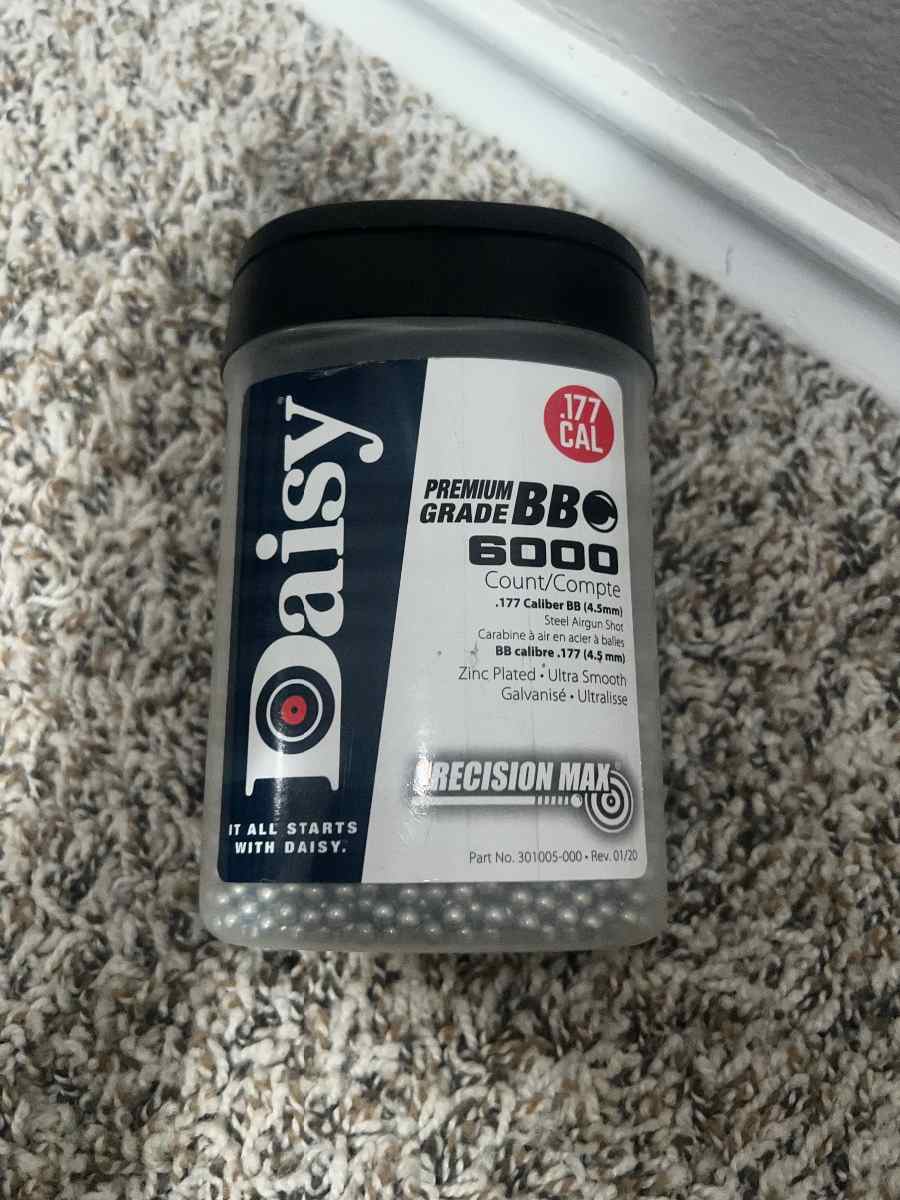 Daisy
IT ALL STARTS
WITH DAISY.
.177
CAL
PREMIUM
GRADE BB
6000
Count/Compte
.177 Caliber BB (4.5mm)
Steel Airgun Shot
Carabine à air en acier à balles
BB calibre .177 (4.5 mm)
Zinc Plated • Ultra Smooth
Galvanisé • Ultralisse
PRECISION MAX
Part No. 301005-000 • Rev. 01/20